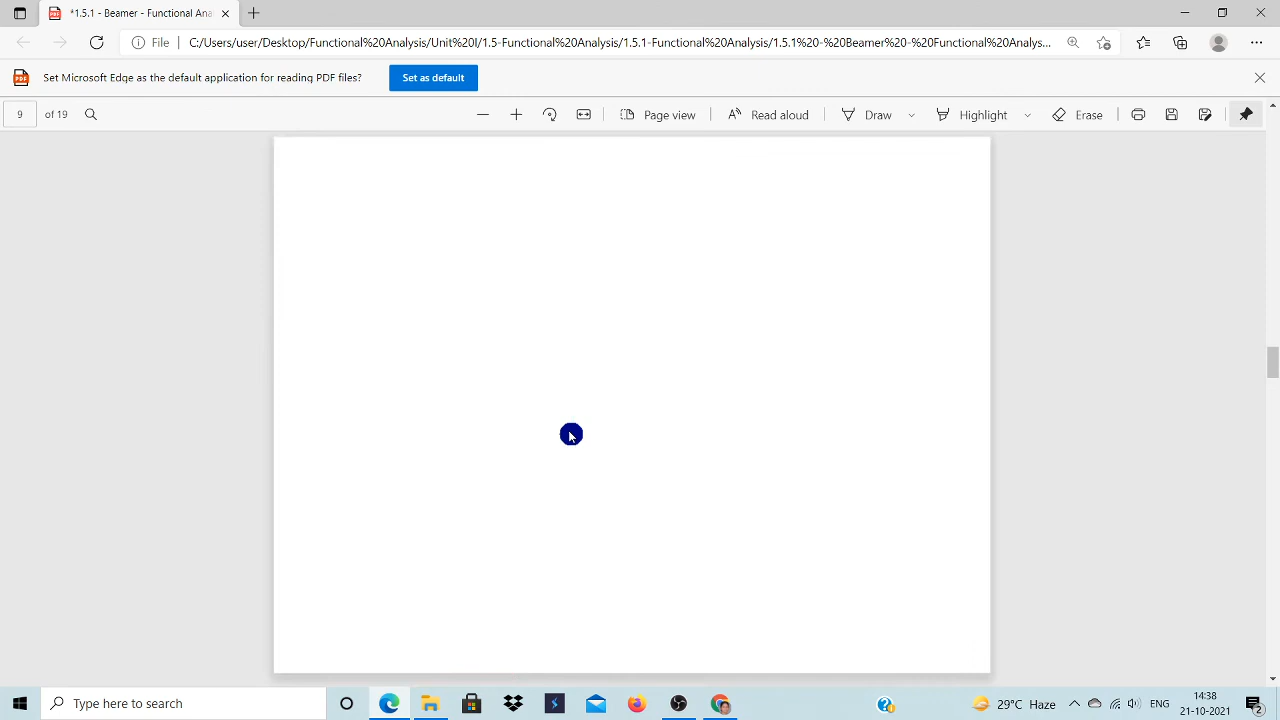 *1.5.1 - Beamer - Functional Ana
File
C:/Users/user/Desktop/Functional%20Analysis/Unit%20I/1.5-Functional%20Analysis/1.5.1-Functional%20Analysis/1.5.1%20-%20Beamer%20-%20Functional%20Analys...
Set Microsoft Edge as the default application for reading PDF files?
Set as default
9 of 19
Page view
Read aloud
Draw
Highlight
Erase
Type here to search
29°C Haze
ENG
14:38
21-10-2021
2